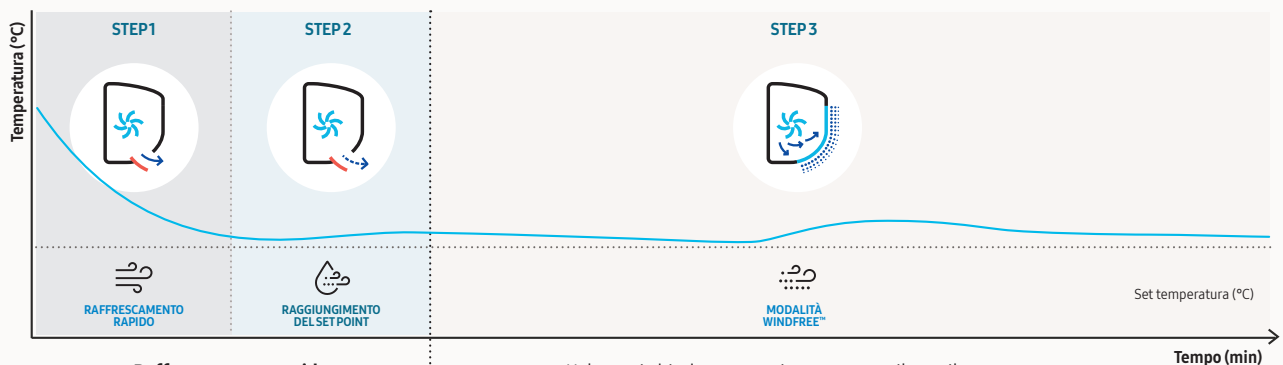 Temperatura (°C)
STEP 1
STEP 2
STEP 3
RAFFRESCAMENTO
RAPIDO
RAGGIUNGIMENTO
DEL SET POINT
MODALITÀ
WINDFREE™
Set temperatura (°C)
Tempo (min)